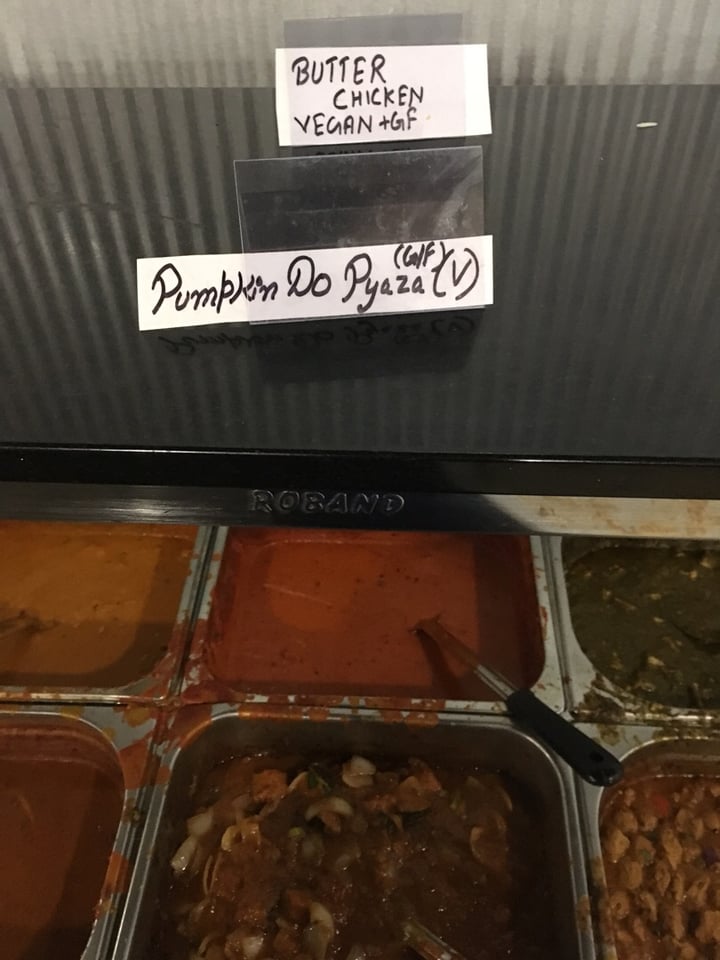 BUTTER
CHICKEN
VEGAN +GF
Pumpkin Do Pyaza (G/F) (V)
ROBAND